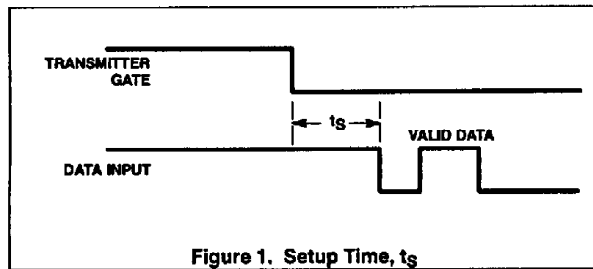 TRANSMITTER
GATE
tS
VALID DATA
DATA INPUT
Figure 1. Setup Time, tS